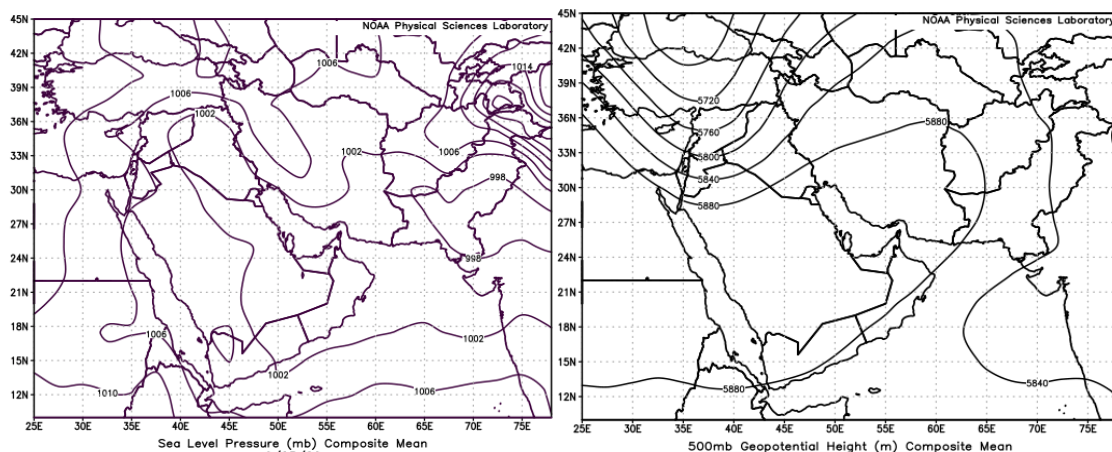 NOAA Physical Sciences Laboratory
45N
42N
39N
36N
33N
30N
27N
24N
21N
18N
15N
12N
1006
1014
1006
1002
1002
1006
998
998
1006
1002
1002
1010
1006
25E 30E 35E 40E 45E 50E 55E 60E 65E 70E 75E
Sea Level Pressure (mb) Composite Mean
NOAA Physical Sciences Laboratory
45N
42N
39N
36N
33N
30N
27N
24N
21N
18N
15N
12N
5720
5760
5800
5840
5880
5880
5880
5840
25E 30E 35E 40E 45E 50E 55E 60E 65E 70E 75E
500mb Geopotential Height (m) Composite Mean